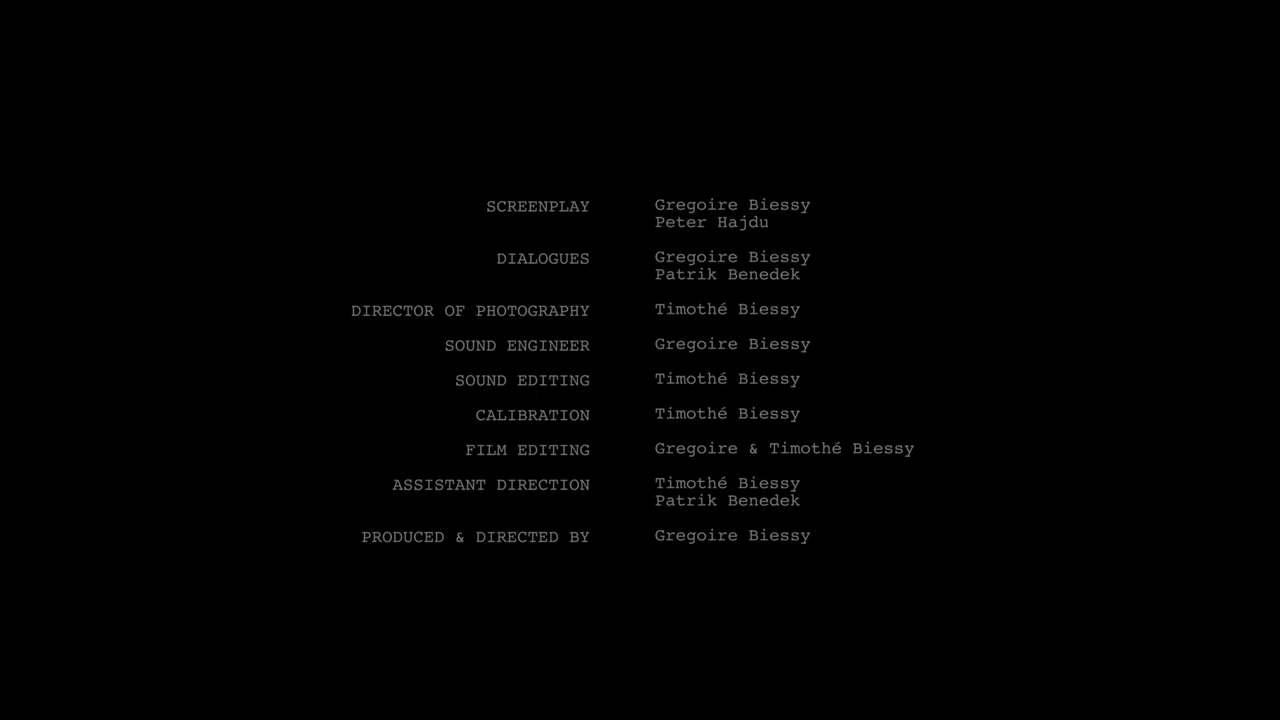 SCREENPLAY Gregoire Biessy
Peter Hajdu
DIALOGUES Gregoire Biessy
Patrik Benedek
DIRECTOR OF PHOTOGRAPHY Timothé Biessy
SOUND ENGINEER Gregoire Biessy
SOUND EDITING Timothé Biessy
CALIBRATION Timothé Biessy
FILM EDITING Gregoire & Timothé Biessy
ASSISTANT DIRECTION Timothé Biessy
Patrik Benedek
PRODUCED & DIRECTED BY Gregoire Biessy